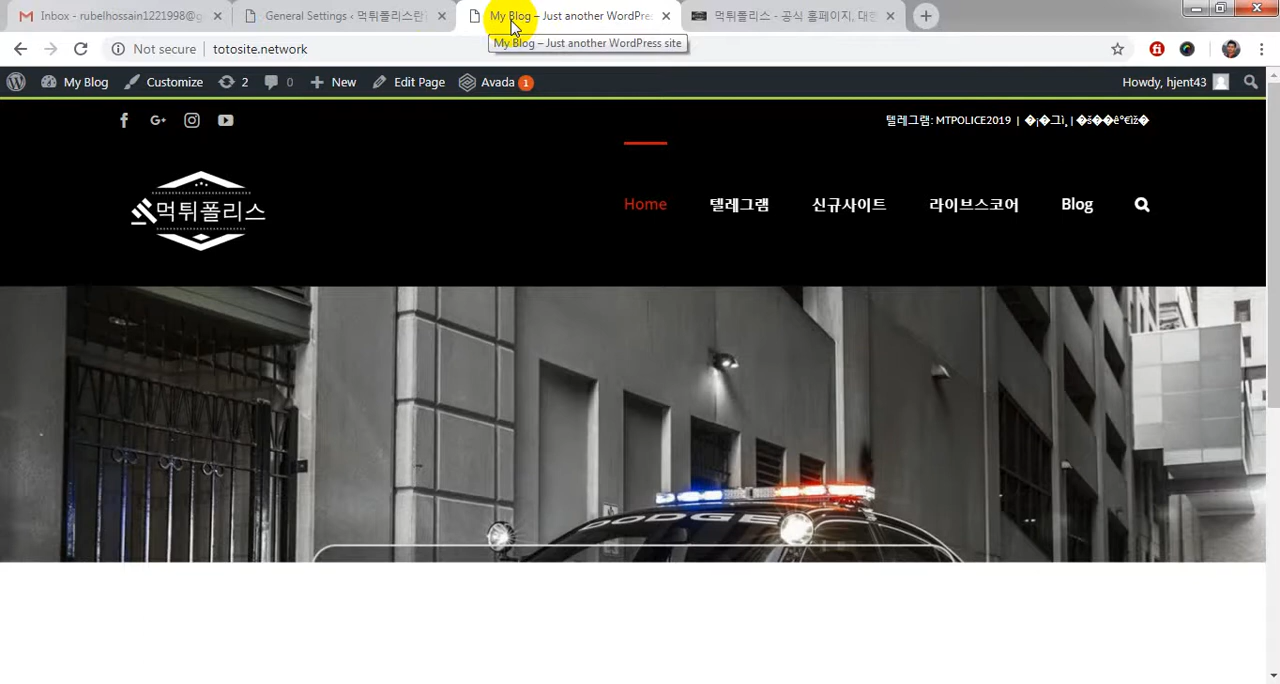 Inbox - rubelhossain1221998@g
General Settings ‹ 먹튀폴리스란
My Blog – Just another WordPre
먹튀폴리스 - 공식 홈페이지, 대한
Not secure | totosite.network
My Blog – Just another WordPress site
My Blog Customize 2 0 New Edit Page Avada 1 Howdy, hjent43
텔레그램: MTPOLICE2019 |
먹튀폴리스
Home 텔레그램 신규사이트 라이브스코어 Blog
DODGE